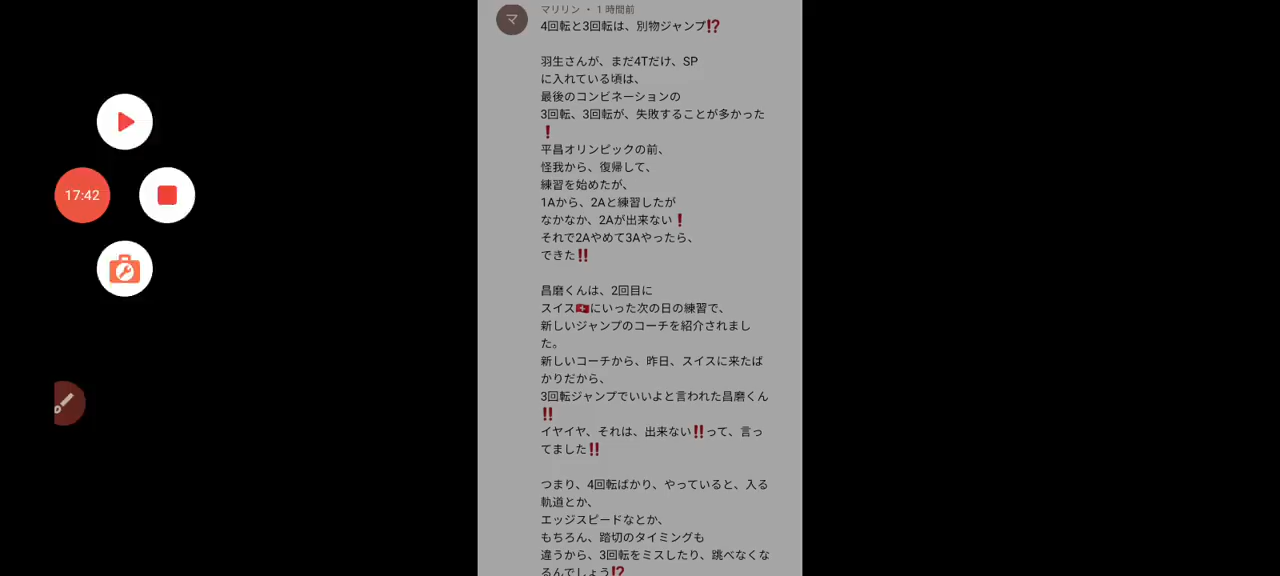 マリリン • 1 時間前
マ
4回転と3回転は、別物ジャンプ⁉️
羽生さんが、まだ4Tだけ、SP
に入れている頃は、
最後のコンビネーションの
3回転、3回転が、失敗することが多かった
❗
平昌オリンピックの前、
怪我から、復帰して、
練習を始めたが、
1Aから、2Aと練習したが
なかなか、2Aが出来ない❗
それで2Aやめて3Aやったら、
できた‼️
昌磨くんは、2回目に
スイス🇨🇭にいった次の日の練習で、
新しいジャンプのコーチを紹介されまし
た。
新しいコーチから、昨日、スイスに来たば
かりだから、
3回転ジャンプでいいよと言われた昌磨くん
‼️
イヤイヤ、それは、出来ない‼️って、言っ
てました‼️
つまり、4回転ばかり、やっていると、入る
軌道とか、
エッジスピードなとか、
もちろん、踏切のタイミングも
違うから、3回転をミスしたり、跳べなくな
るんでしょう⁉️
17:42